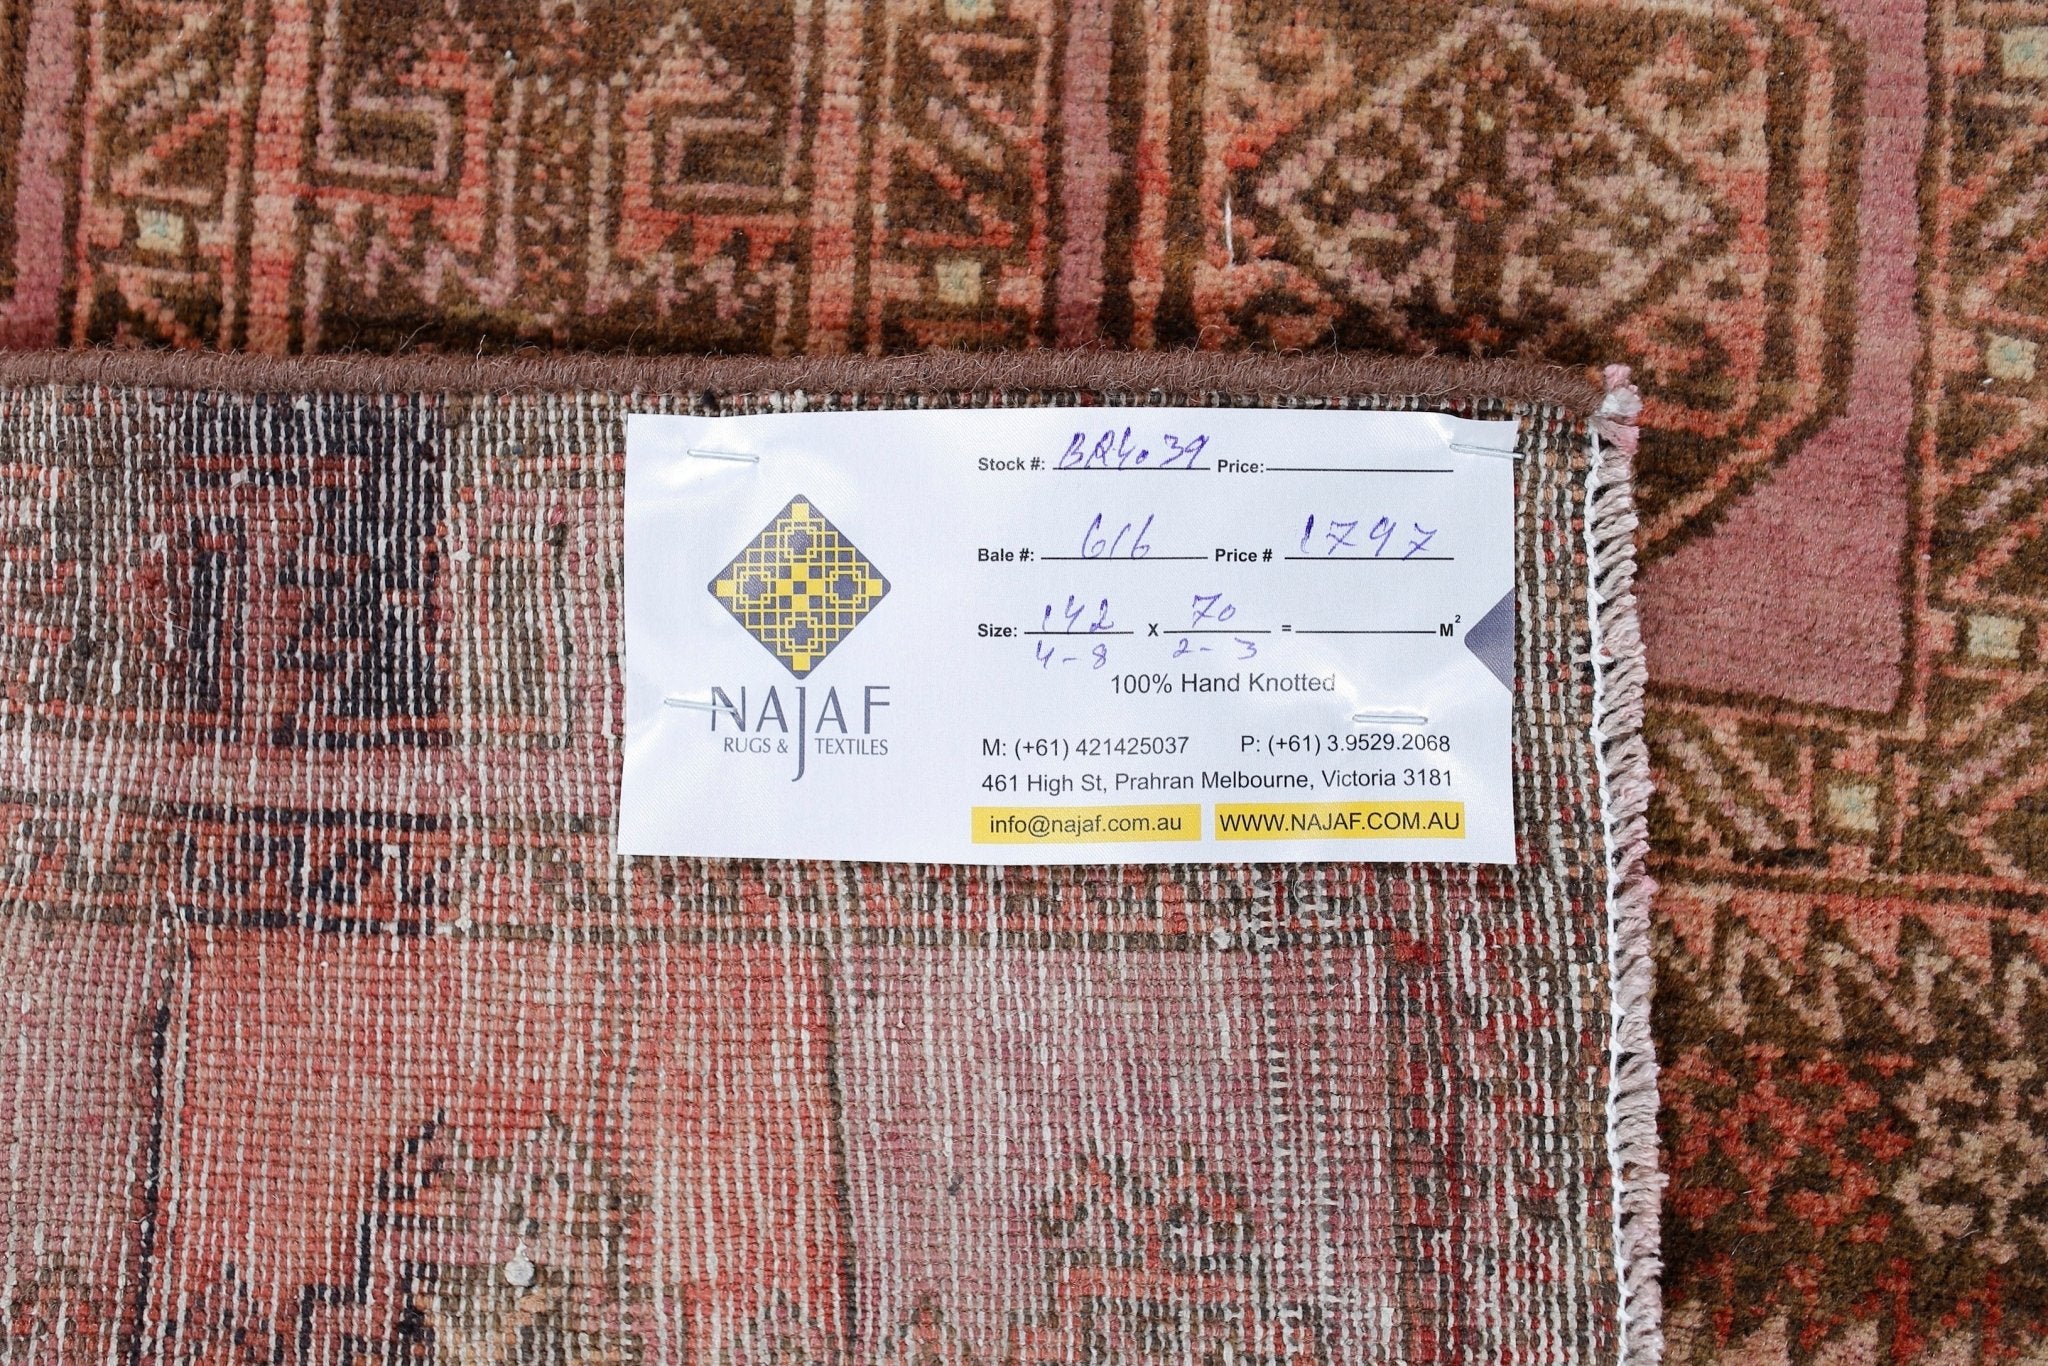 NAJAF
RUGS & TEXTILES
Stock #: BR4039 Price:
Bale #: 616 Price # 1797
Size: 142 X 70 = M²
4-8 2-3
100% Hand Knotted
M: (+61) 421425037 P: (+61) 3.9529.2068
461 High St, Prahran Melbourne, Victoria 3181
info@najaf.com.au WWW.NAJAF.COM.AU